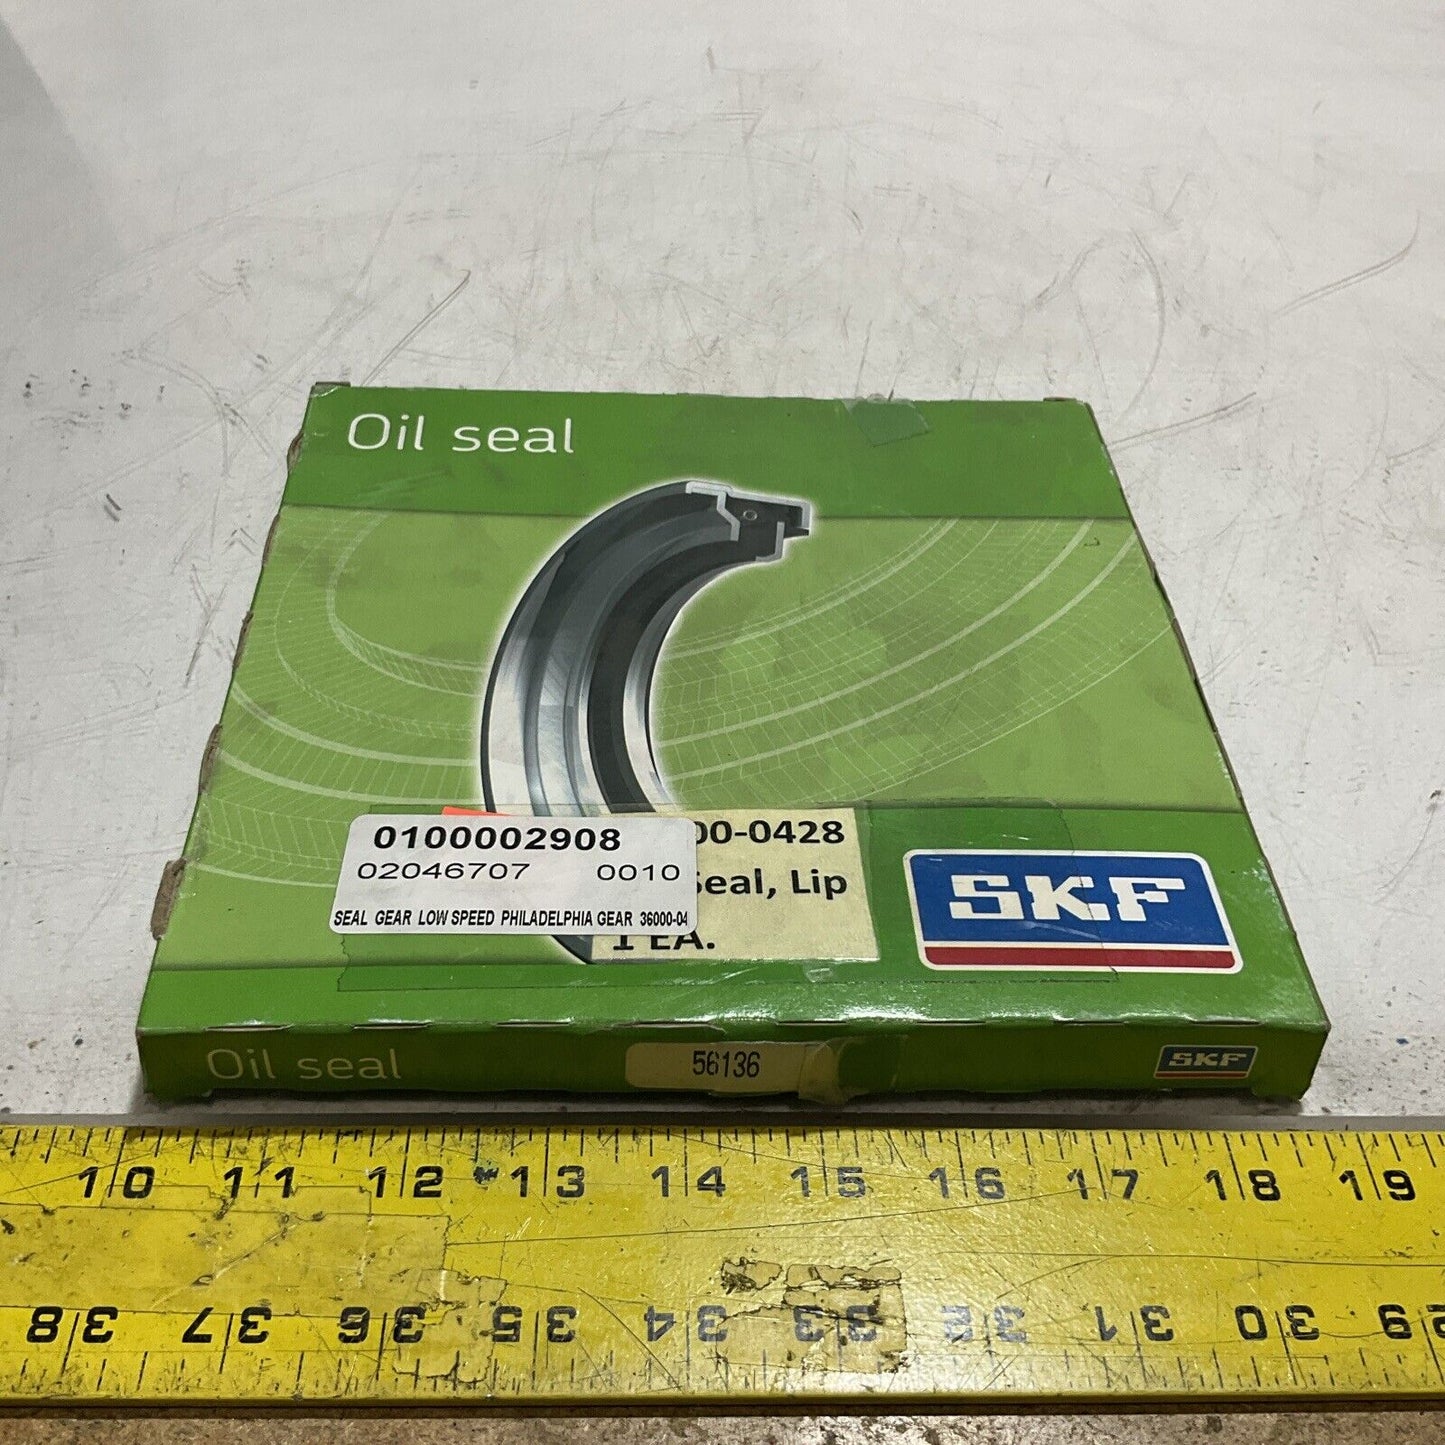 Oil seal
0100002908
02046707 0010
SEAL GEAR LOW SPEED PHILADELPHIA GEAR 36000-04
00-0428
Seal, Lip
1 EA.
SKF
Oil seal
56136
SKF
10 11 12 13 14 15 16 17 18 19
38 37 36 35 34 33 32 31 30 29